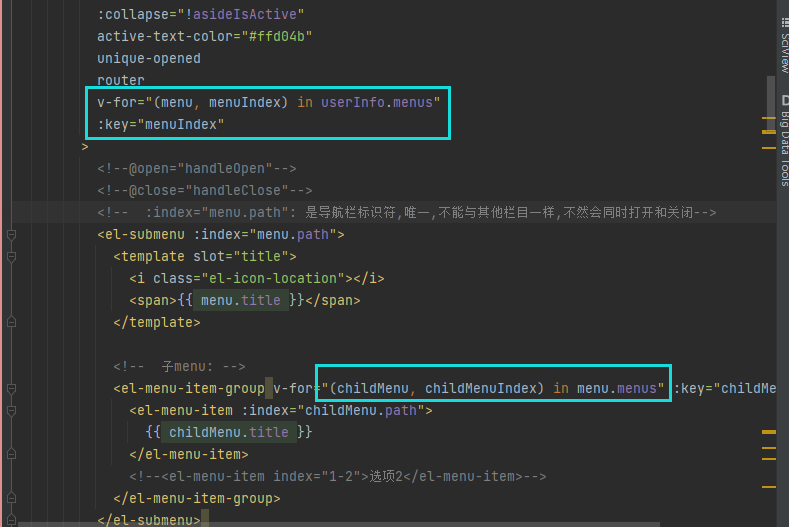 :collapse="!asideIsActive"
active-text-color="#ffd04b"
unique-opened
router
v-for="(menu, menuIndex) in userInfo.menus"
:key="menuIndex"
>
<!--@open="handleOpen"-->
<!--@close="handleClose"-->
<!--  :index="menu.path": 是导航栏标识符,唯一,不能与其他栏目一样,不然会同时打开和关闭-->
<el-submenu :index="menu.path">
<template slot="title">
<i class="el-icon-location"></i>
<span>{{ menu.title }}</span>
</template>
<!--  子menu: -->
<el-menu-item-group v-for="(childMenu, childMenuIndex) in menu.menus" :key="childMe
<el-menu-item :index="childMenu.path">
{{ childMenu.title }}
</el-menu-item>
<!--<el-menu-item index="1-2">选项2</el-menu-item>-->
</el-menu-item-group>
</el-submenu>
SciView
D Big Data Tools